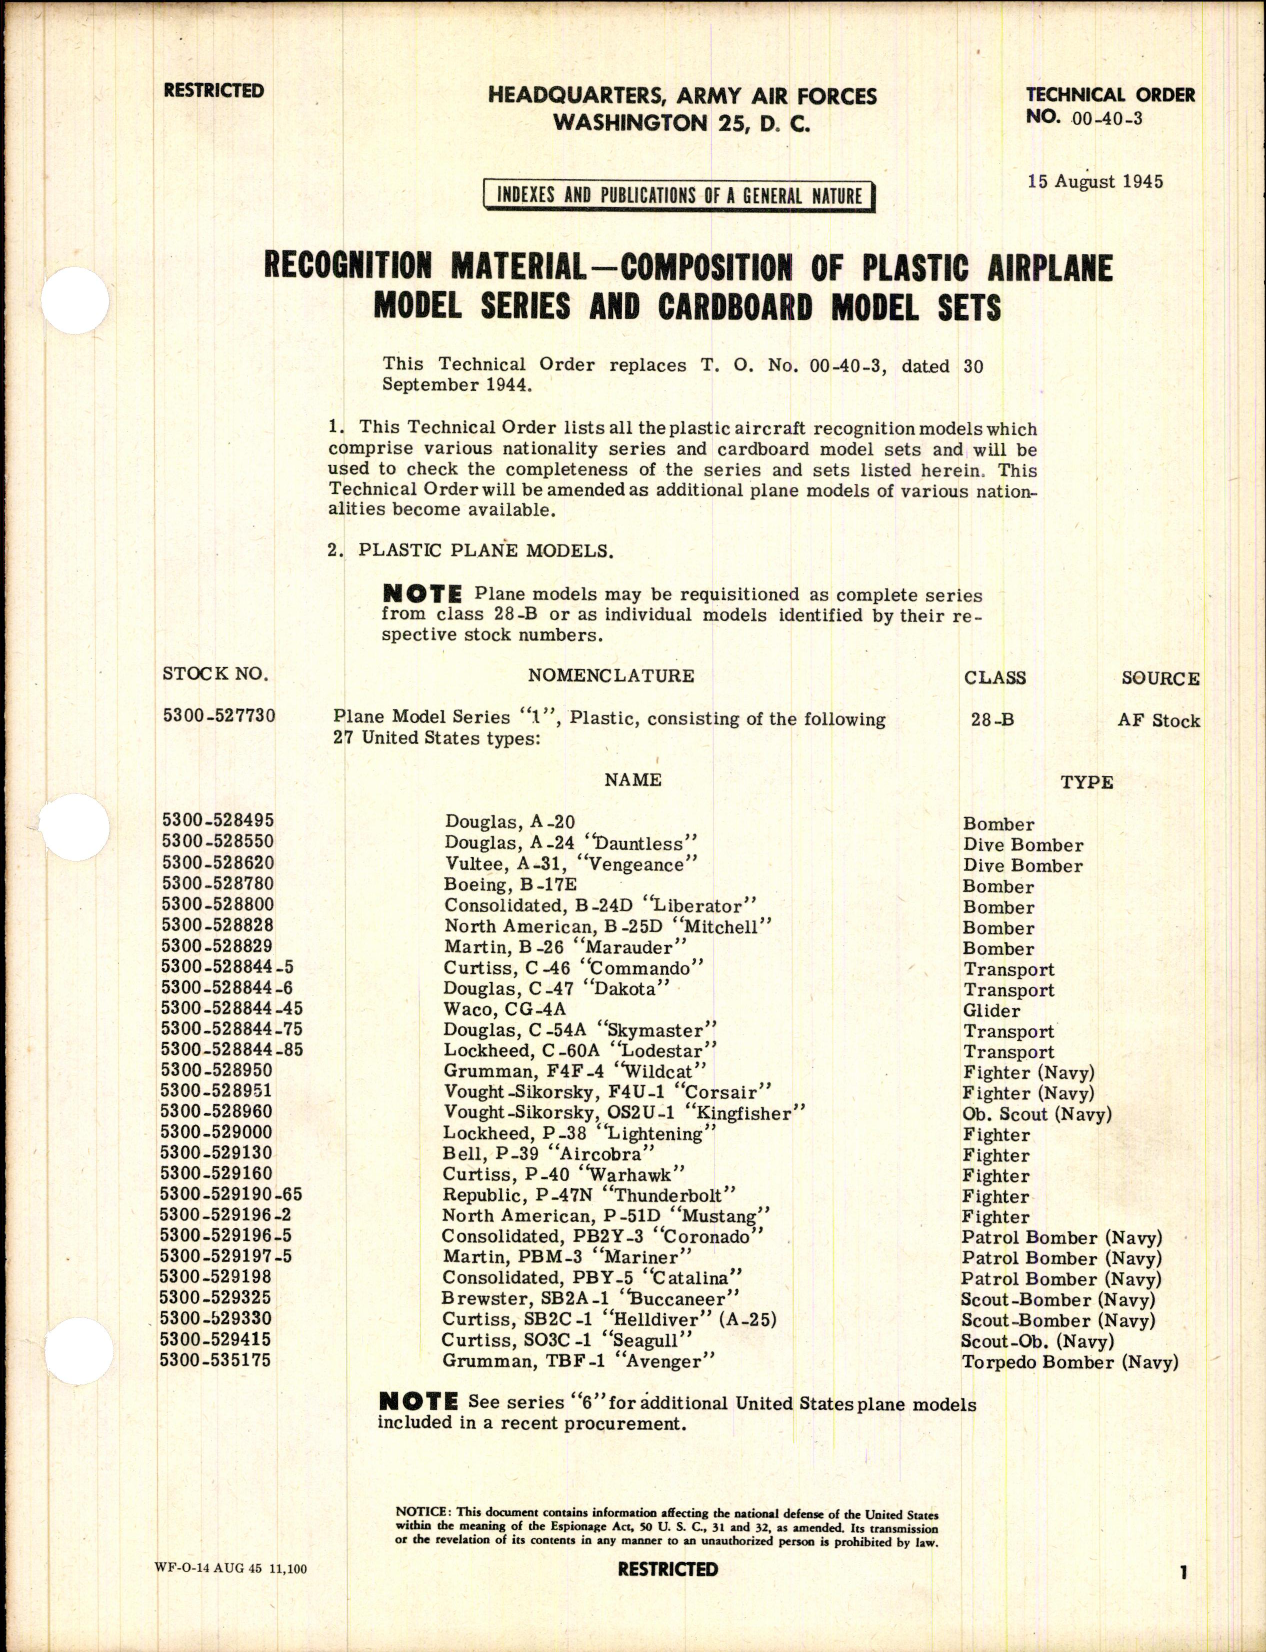 RESTRICTED
HEADQUARTERS, ARMY AIR FORCES
WASHINGTON 25, D. C.
TECHNICAL ORDER
NO. 00-40-3
15 August 1945
INDEXES AND PUBLICATIONS OF A GENERAL NATURE
RECOGNITION MATERIAL—COMPOSITION OF PLASTIC AIRPLANE
MODEL SERIES AND CARDBOARD MODEL SETS
This Technical Order replaces T. O. No. 00-40-3, dated 30
September 1944.
1. This Technical Order lists all the plastic aircraft recognition models which
comprise various nationality series and cardboard model sets and will be
used to check the completeness of the series and sets listed herein. This
Technical Order will be amended as additional plane models of various nation-
alities become available.
2. PLASTIC PLANE MODELS.
NOTE Plane models may be requisitioned as complete series
from class 28-B or as individual models identified by their re-
spective stock numbers.
STOCK NO. NOMENCLATURE CLASS SOURCE
5300-527730 Plane Model Series “1”, Plastic, consisting of the following 28-B AF Stock
27 United States types:
NAME TYPE
5300-528495 Douglas, A-20 Bomber
5300-528550 Douglas, A-24 “Dauntless” Dive Bomber
5300-528620 Vultee, A-31, “Vengeance” Dive Bomber
5300-528780 Boeing, B-17E Bomber
5300-528800 Consolidated, B-24D “Liberator” Bomber
5300-528828 North American, B-25D “Mitchell” Bomber
5300-528829 Martin, B-26 “Marauder” Bomber
5300-528844-5 Curtiss, C-46 “Commando” Transport
5300-528844-6 Douglas, C-47 “Dakota” Transport
5300-528844-45 Waco, CG-4A Glider
5300-528844-75 Douglas, C-54A “Skymaster” Transport
5300-528844-85 Lockheed, C-60A “Lodestar” Transport
5300-528950 Grumman, F4F-4 “Wildcat” Fighter (Navy)
5300-528951 Vought-Sikorsky, F4U-1 “Corsair” Fighter (Navy)
5300-528960 Vought-Sikorsky, OS2U-1 “Kingfisher” Ob. Scout (Navy)
5300-529000 Lockheed, P-38 “Lightening” Fighter
5300-529130 Bell, P-39 “Aircobra” Fighter
5300-529160 Curtiss, P-40 “Warhawk” Fighter
5300-529190-65 Republic, P-47N “Thunderbolt” Fighter
5300-529196-2 North American, P-51D “Mustang” Fighter
5300-529196-5 Consolidated, PB2Y-3 “Coronado” Patrol Bomber (Navy)
5300-529197-5 Martin, PBM-3 “Mariner” Patrol Bomber (Navy)
5300-529198 Consolidated, PBY-5 “Catalina” Patrol Bomber (Navy)
5300-529325 Brewster, SB2A-1 “Buccaneer” Scout-Bomber (Navy)
5300-529330 Curtiss, SB2C-1 “Helldiver” (A-25) Scout-Bomber (Navy)
5300-529415 Curtiss, SO3C-1 “Seagull” Scout-Ob. (Navy)
5300-535175 Grumman, TBF-1 “Avenger” Torpedo Bomber (Navy)
NOTE See series “6” for additional United States plane models
included in a recent procurement.
NOTICE: This document contains information affecting the national defense of the United States
within the meaning of the Espionage Act, 50 U. S. C., 31 and 32, as amended. Its transmission
or the revelation of its contents in any manner to an unauthorized person is prohibited by law.
WF-O-14 AUG 45 11,100
RESTRICTED
1